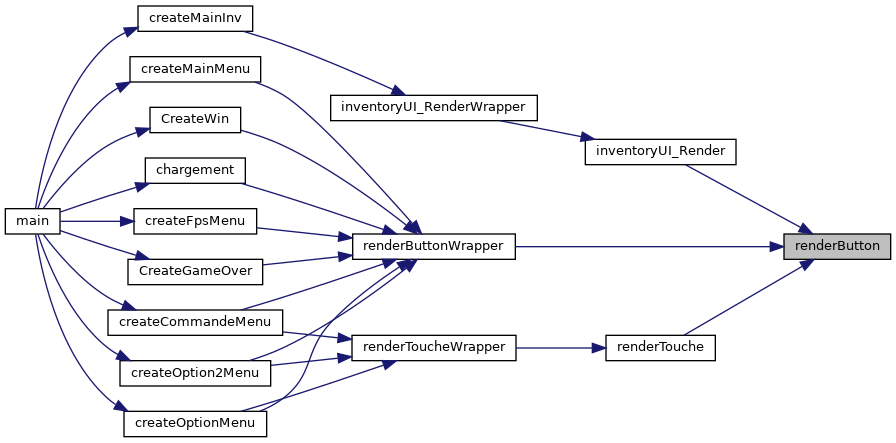 createMainInv
createMainMenu
inventoryUI_RenderWrapper
CreateWin
inventoryUI_Render
chargement
main
createFpsMenu
renderButtonWrapper
renderButton
CreateGameOver
createCommandeMenu
renderToucheWrapper
renderTouche
createOption2Menu
createOptionMenu